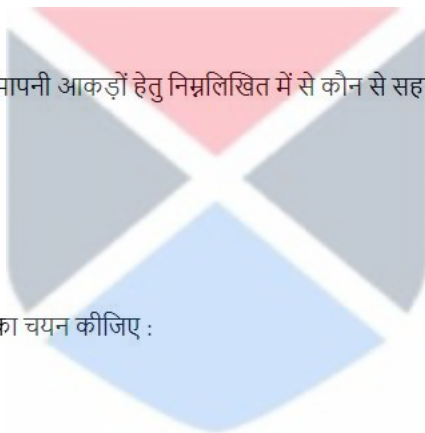 मापनी आकड़ों हेतु निम्नलिखित में से कौन से सह
का चयन कीजिए :